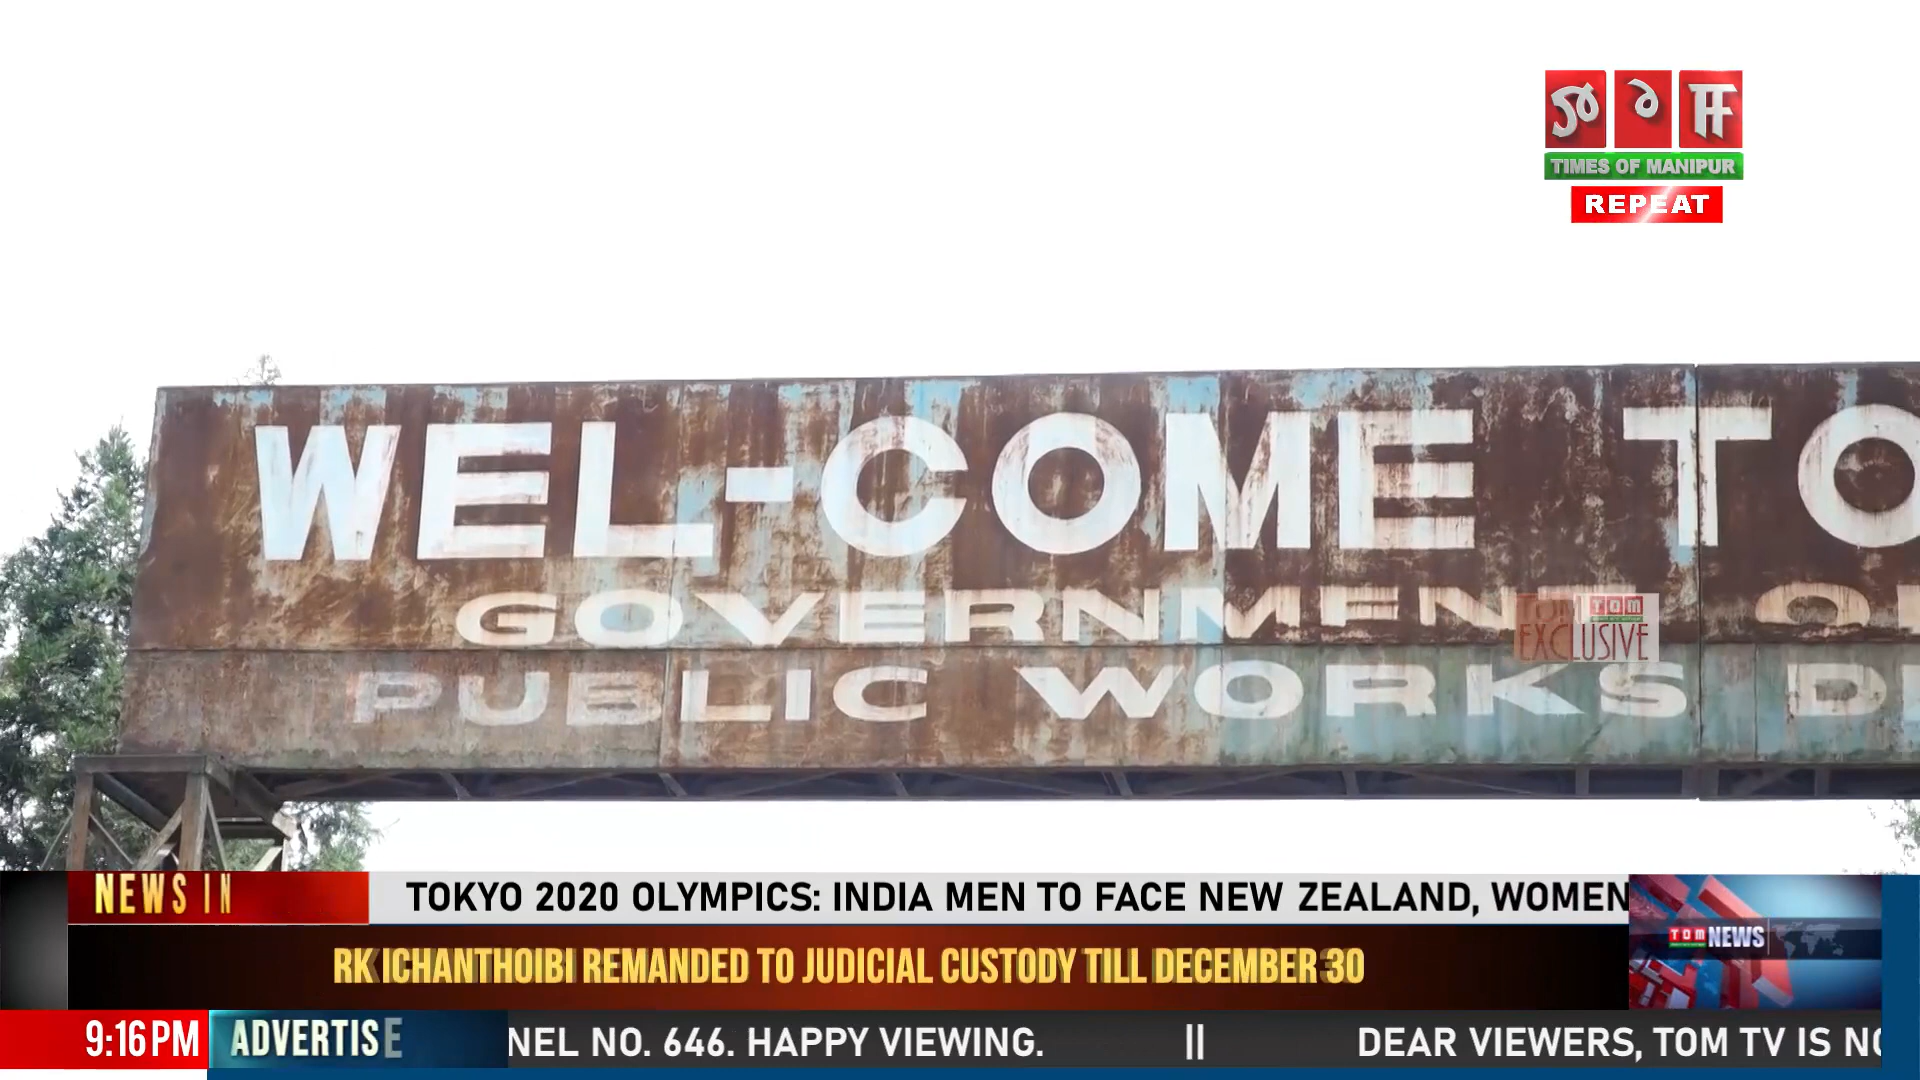 TIMES OF MANIPUR
REPEAT
WEL-COME TO
GOVERNMENT
PUBLIC WORKS
TOM
EXCLUSIVE
NEWS IN
TOKYO 2020 OLYMPICS: INDIA MEN TO FACE NEW ZEALAND, WOMEN
RK ICHANTHOIBI REMANDED TO JUDICIAL CUSTODY TILL DECEMBER 30
TOM NEWS
9:16 PM
ADVERTISE
NEL NO. 646. HAPPY VIEWING. || DEAR VIEWERS, TOM TV IS